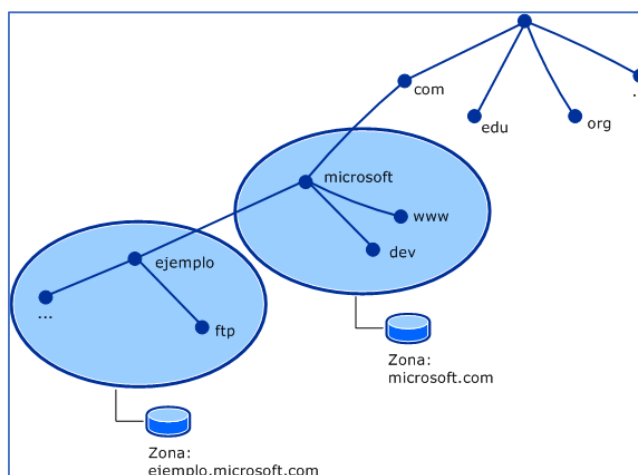 com
edu
org
...
microsoft
www
dev
ejemplo
...
ftp
Zona:
microsoft.com
Zona:
ejemplo.microsoft.com